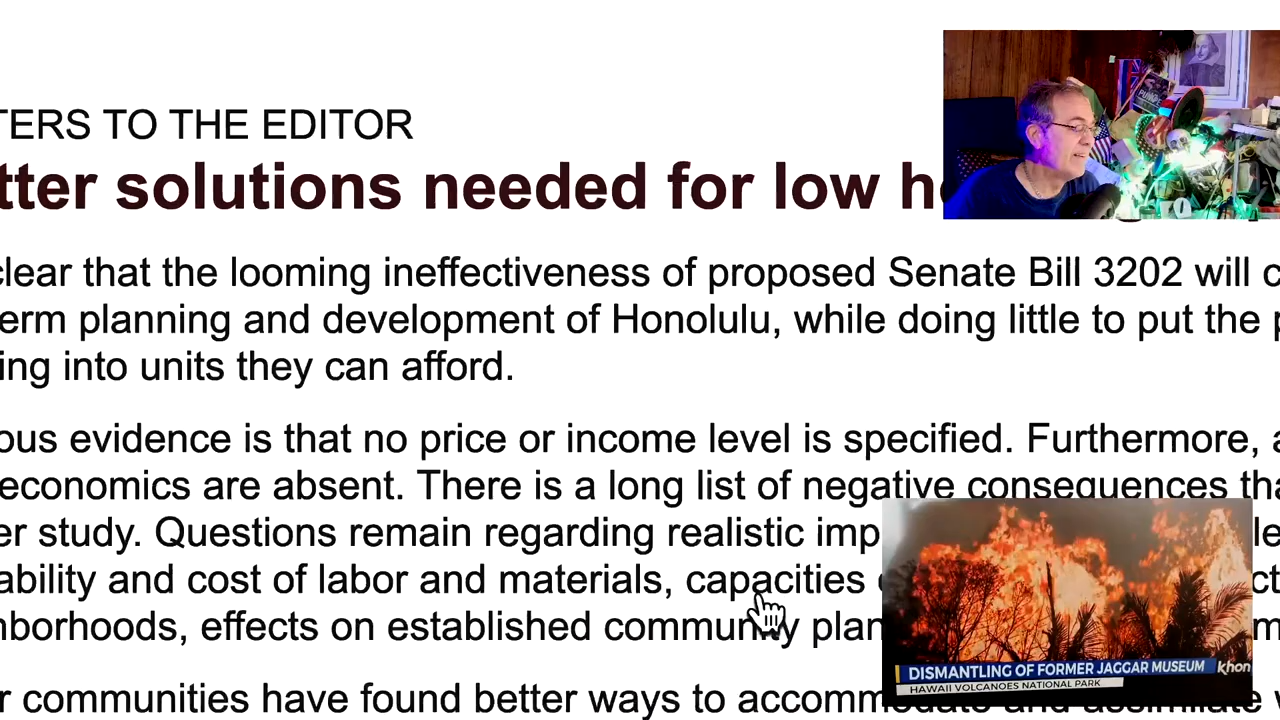 TERS TO THE EDITOR
tter solutions needed for low
clear that the looming ineffectiveness of proposed Senate Bill 3202 will
erm planning and development of Honolulu, while doing little to put the
ing into units they can afford.
ous evidence is that no price or income level is specified. Furthermore,
economics are absent. There is a long list of negative consequences
er study. Questions remain regarding realistic imp
ability and cost of labor and materials, capacities
nborhoods, effects on established community plan
r communities have found better ways to accommodate and assimilate
DISMANTLING OF FORMER JAGGAR MUSEUM
khon
HAWAII VOLCANOES NATIONAL PARK